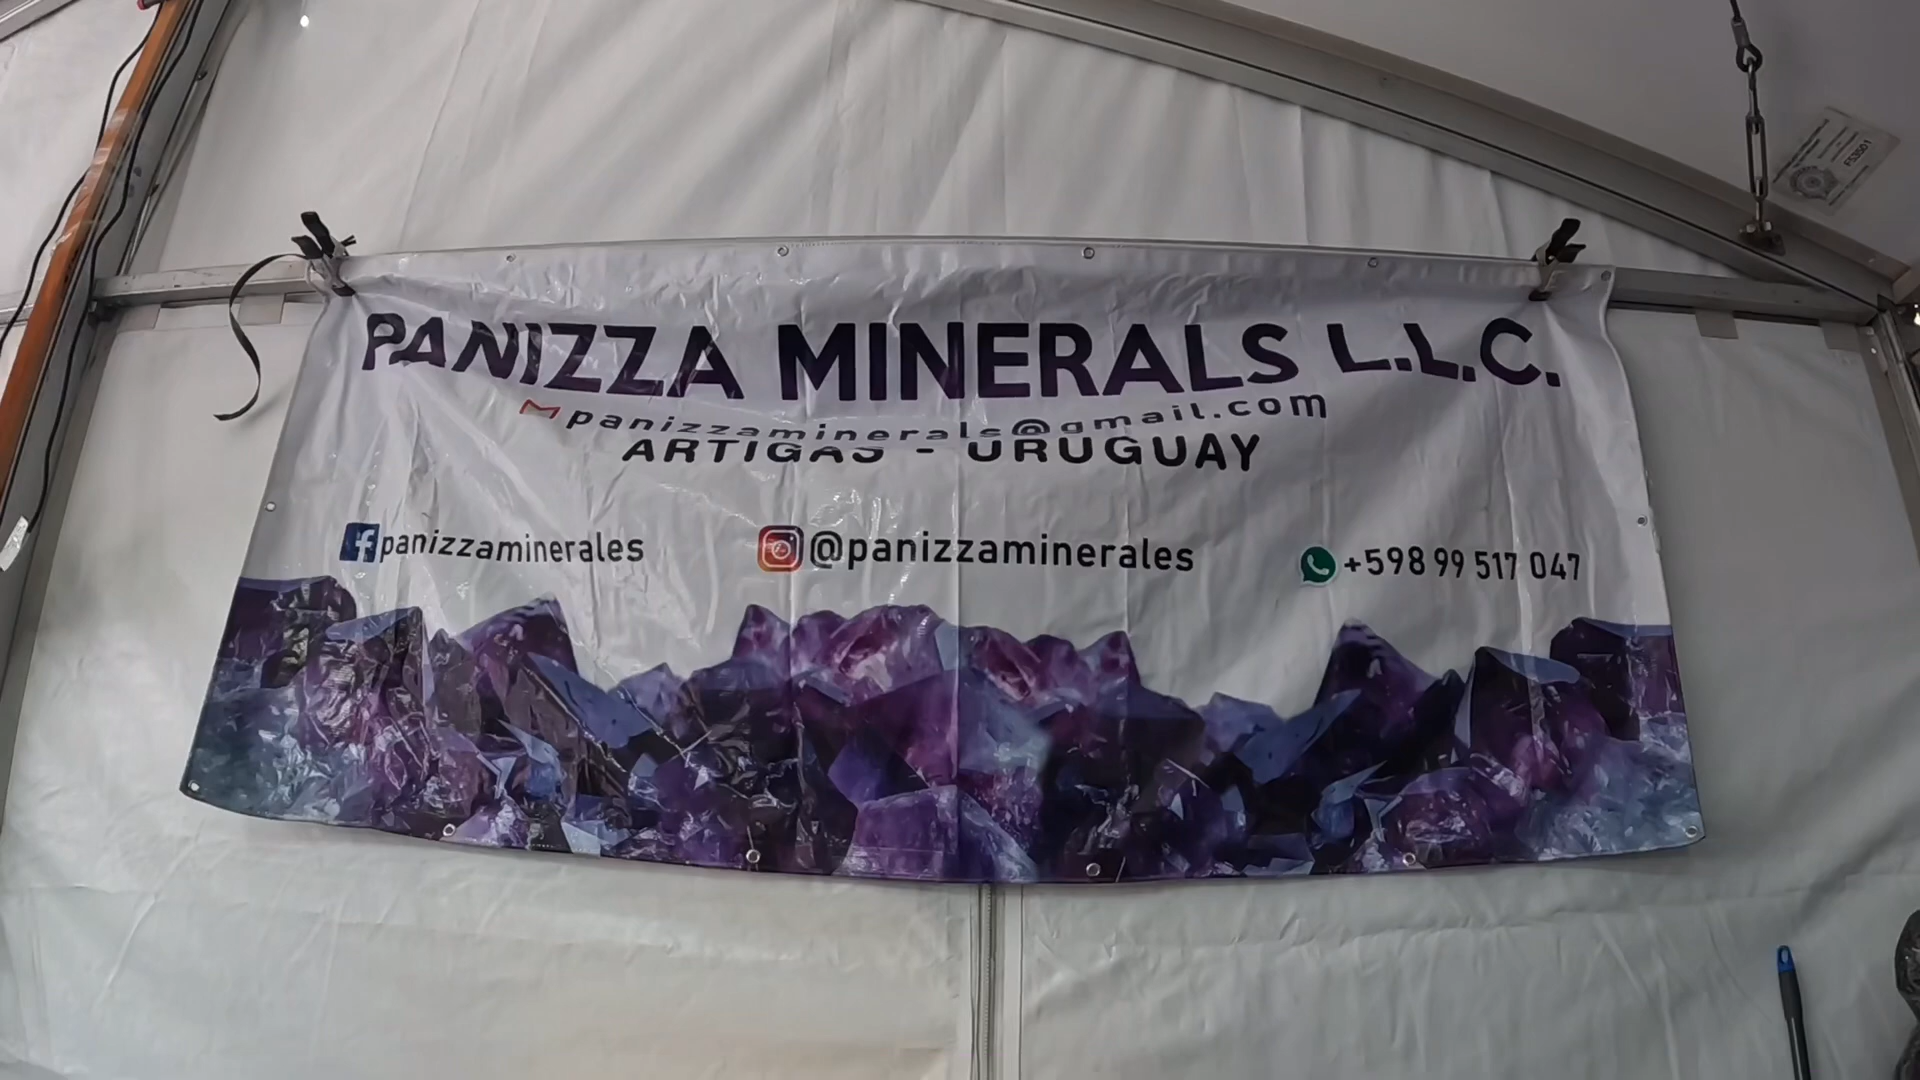 PANIZZA MINERALS L.L.C.
panizzaminerals@gmail.com
ARTIGAS - URUGUAY
panizzaminerales
@panizzaminerales
+598 99 517 047